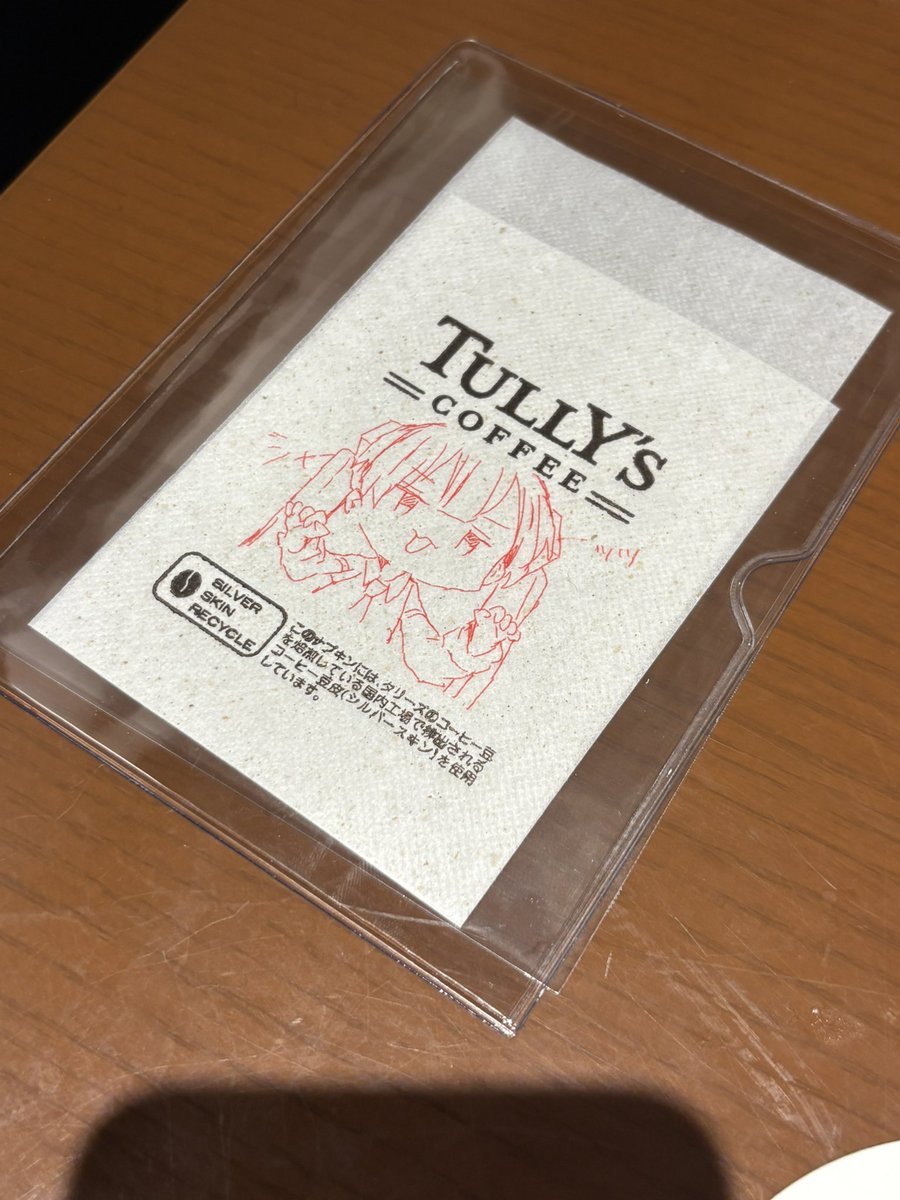 TULLY'S
COFFEE
シャー
SILVER
SKIN
RECYCLE
このナプキンには、タリーズのコーヒー豆
を焙煎している国内工場で排出される
コーヒー豆皮(シルバースキン)を使用
しています。